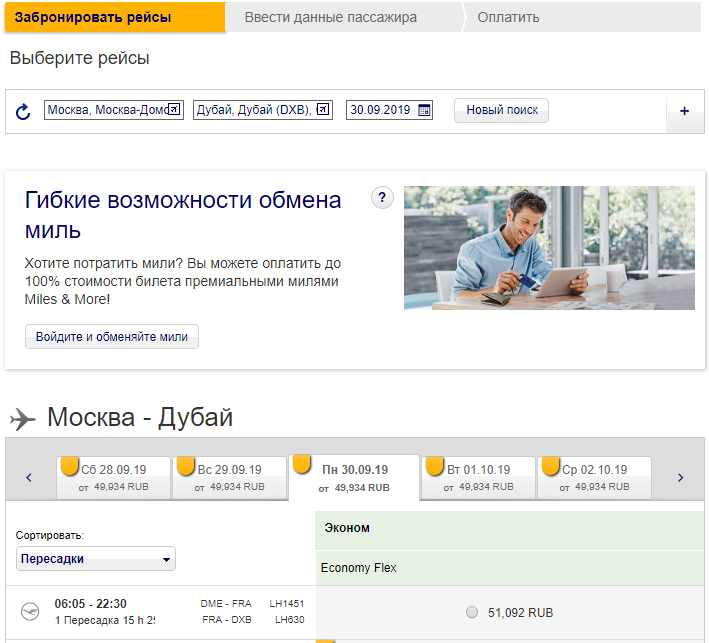 Забронировать рейсы
Ввести данные пассажира
Оплатить
Выберите рейсы
Москва, Москва-Домо
Дубай, Дубай (DXB),
30.09.2019
Новый поиск
+
Гибкие возможности обмена
миль
?
Хотите потратить мили? Вы можете оплатить до
100% стоимости билета премиальными милями
Miles & More!
Войдите и обменяйте мили
Москва - Дубай
Сб 28.09.19
от 49,934 RUB
Вс 29.09.19
от 49,934 RUB
Пн 30.09.19
от 49,934 RUB
Вт 01.10.19
от 49,934 RUB
Ср 02.10.19
от 49,934 RUB
Сортировать:
Пересадки
Эконом
Economy Flex
06:05 - 22:30
DME - FRA LH1451
1 Пересадка 15 h
FRA - DXB LH630
51,092 RUB